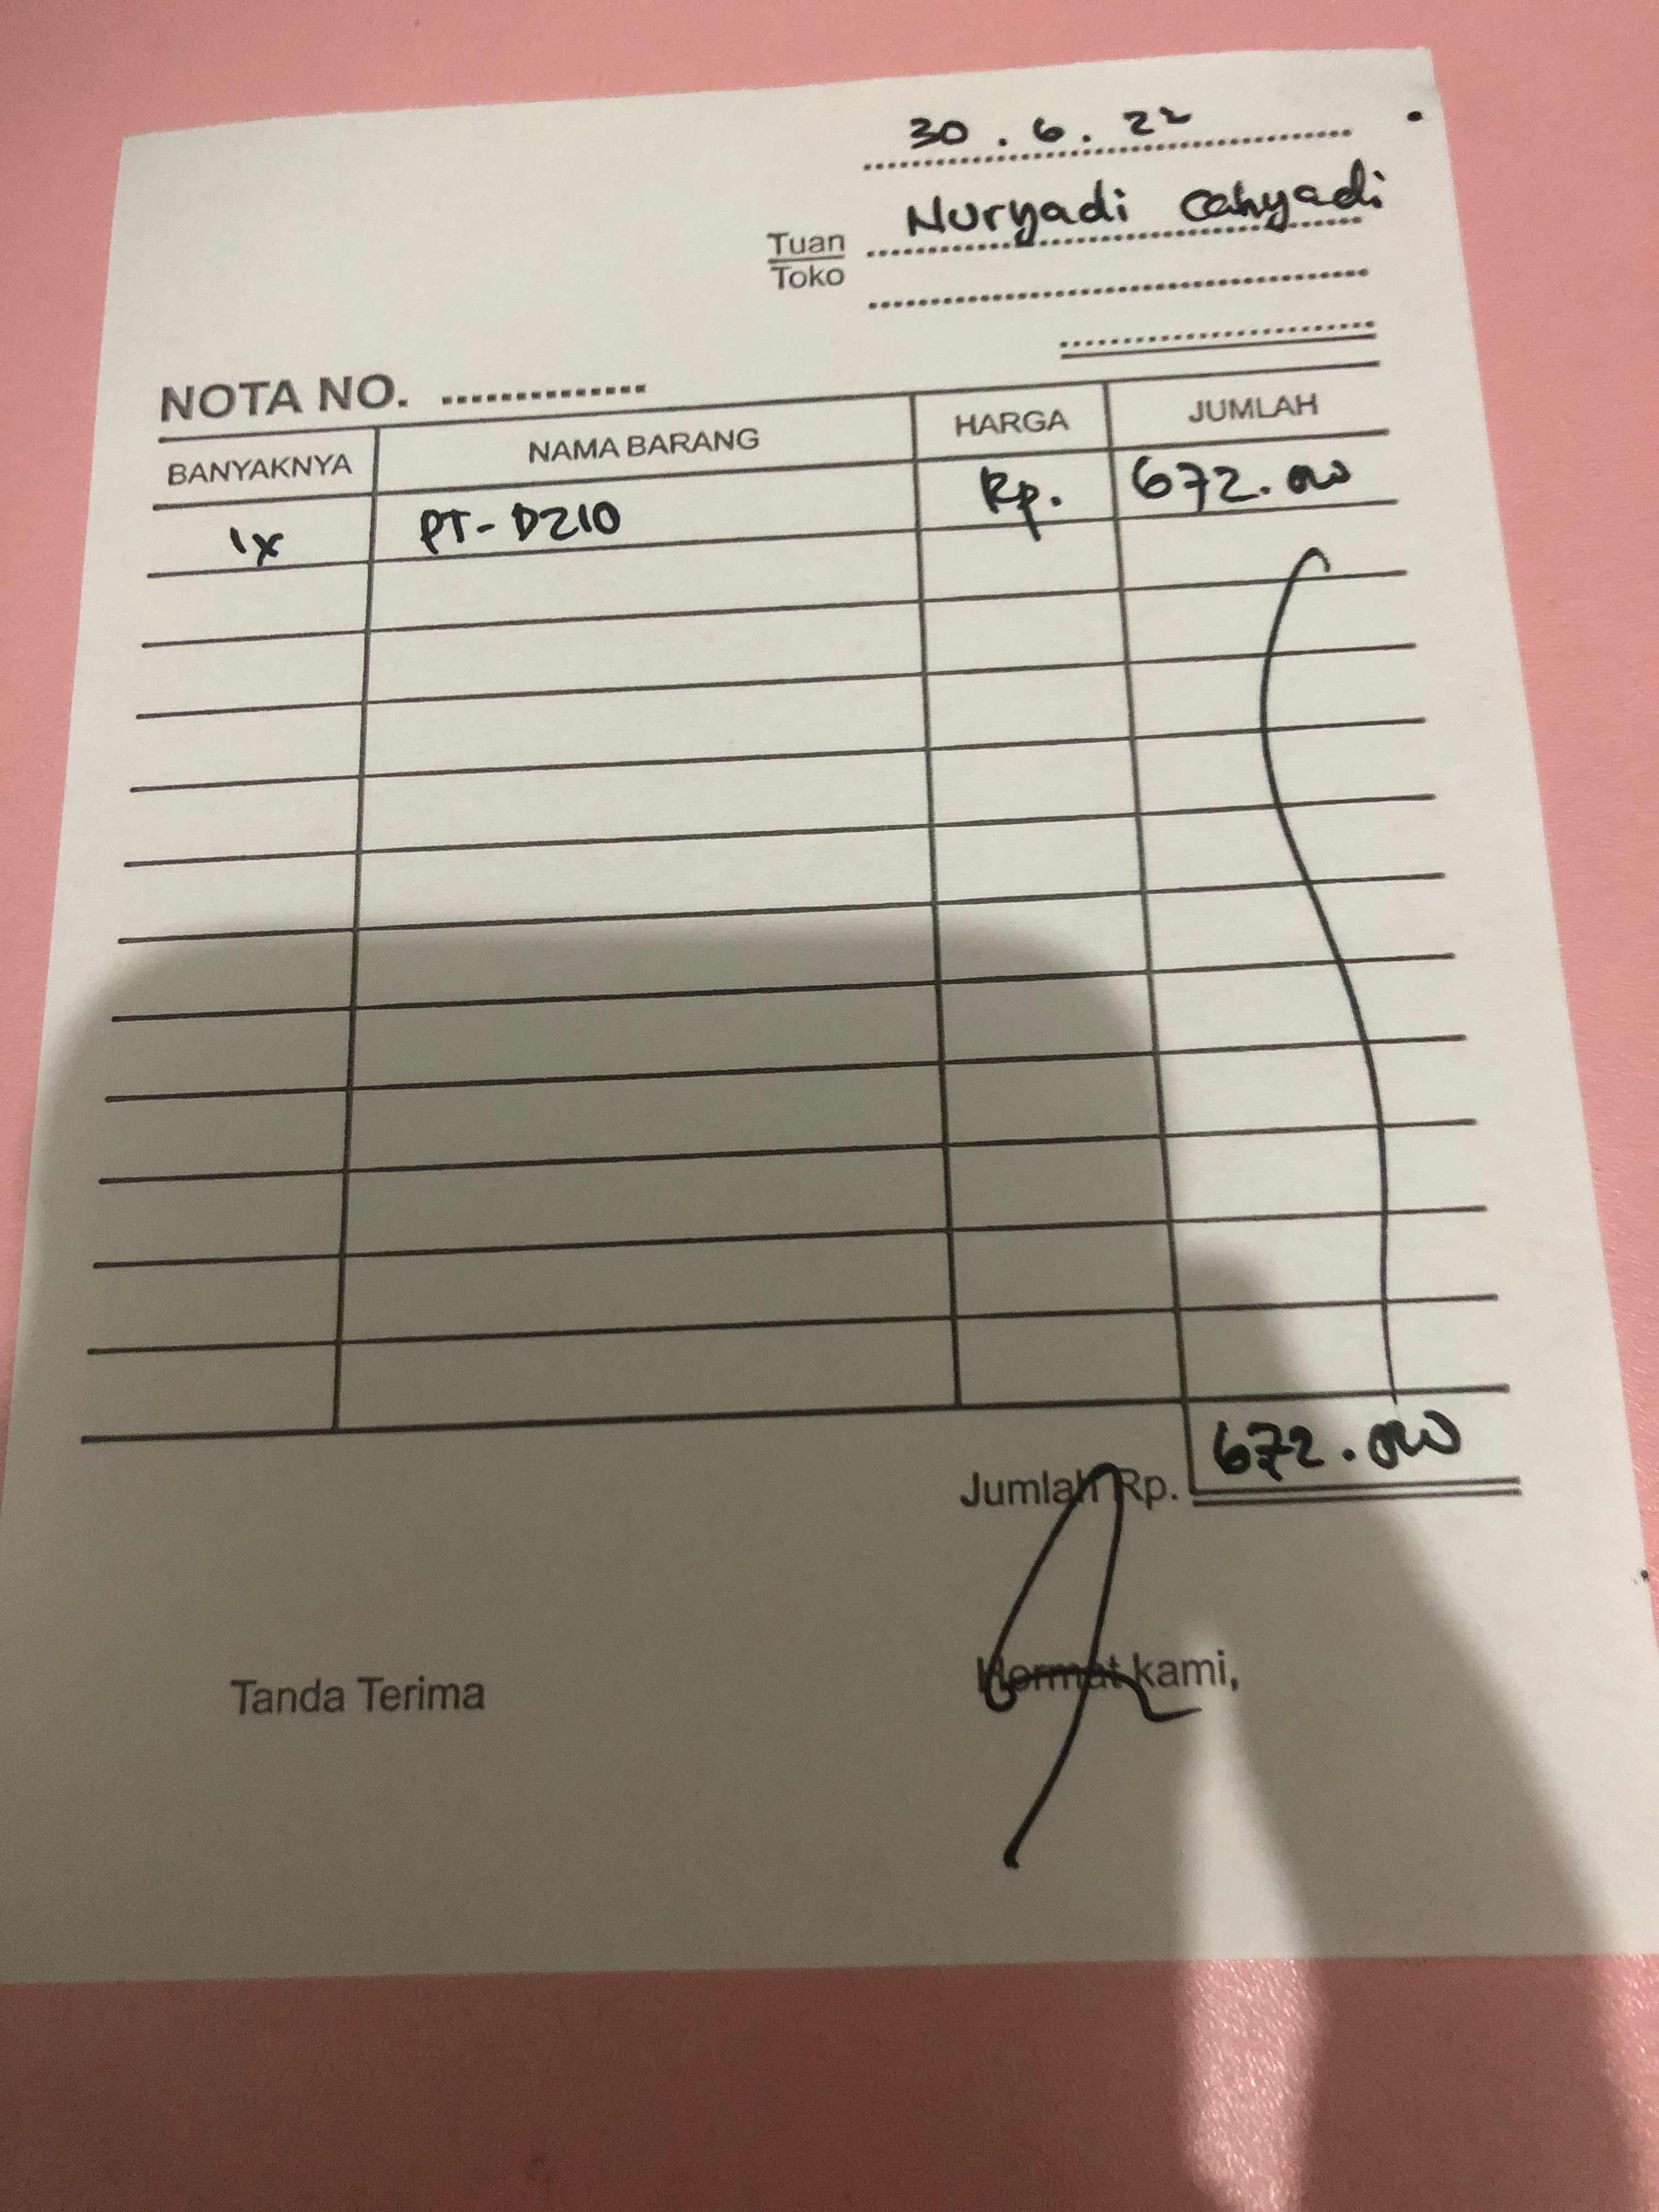 30 . 6 . 22
Tuan Nuryadi Cahyadi
Toko
NOTA NO. ..............
BANYAKNYA NAMA BARANG HARGA JUMLAH
1x PT-D210 Rp. 672.000
Jumlah Rp. 672.000
Tanda Terima Hormat kami,